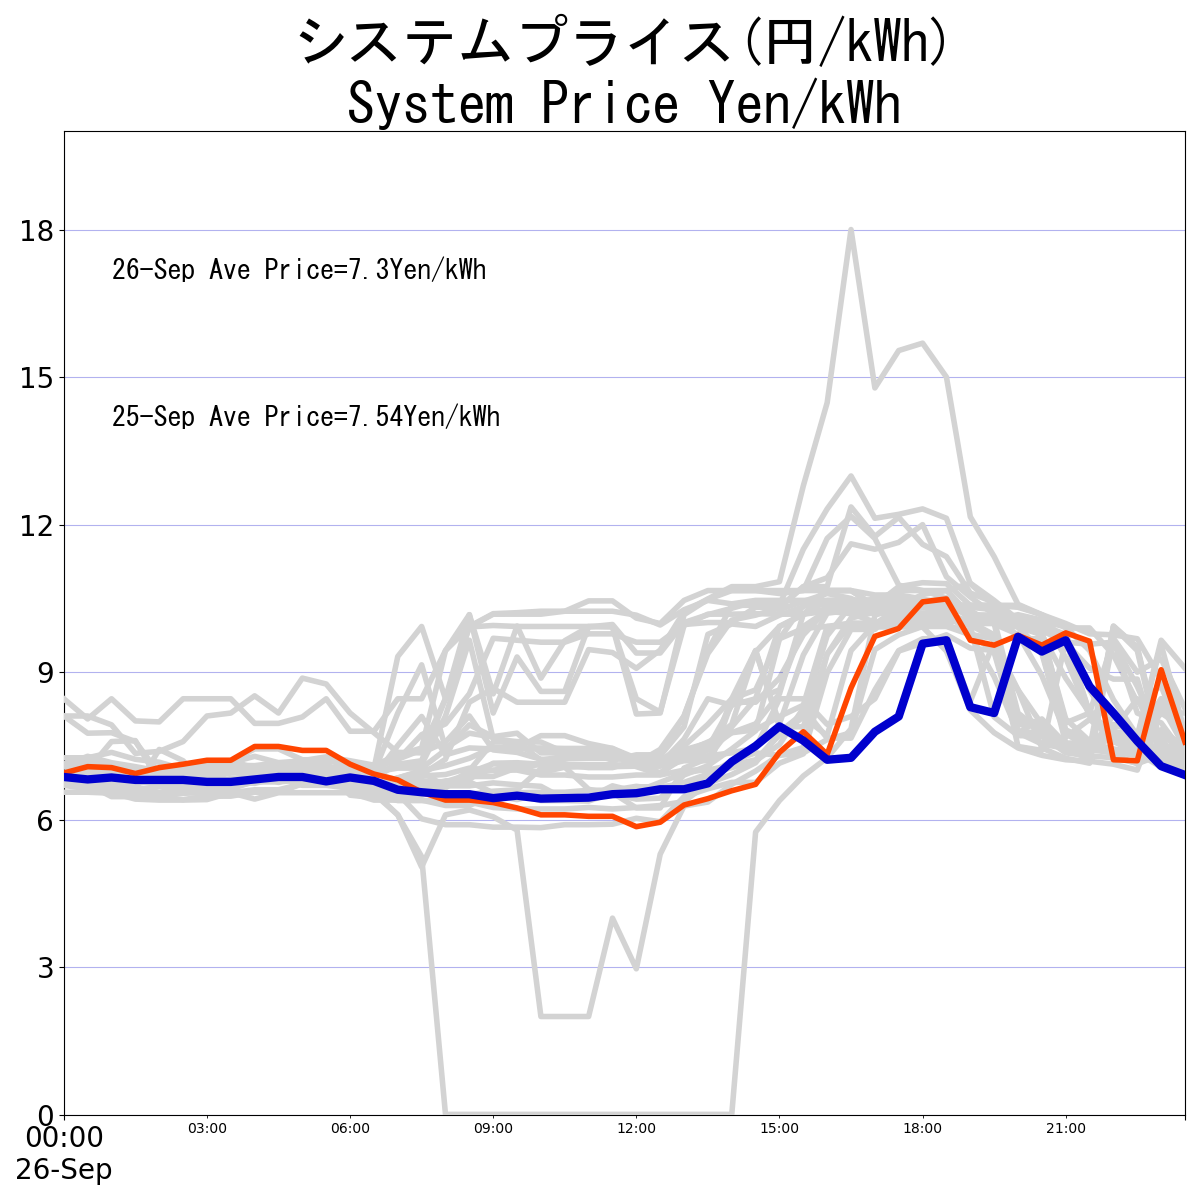 システムプライス(円/kWh)
System Price Yen/kWh
18
26-Sep Ave Price=7.3Yen/kWh
15
25-Sep Ave Price=7.54Yen/kWh
12
9
6
3
0
00:00 03:00 06:00 09:00 12:00 15:00 18:00 21:00
26-Sep